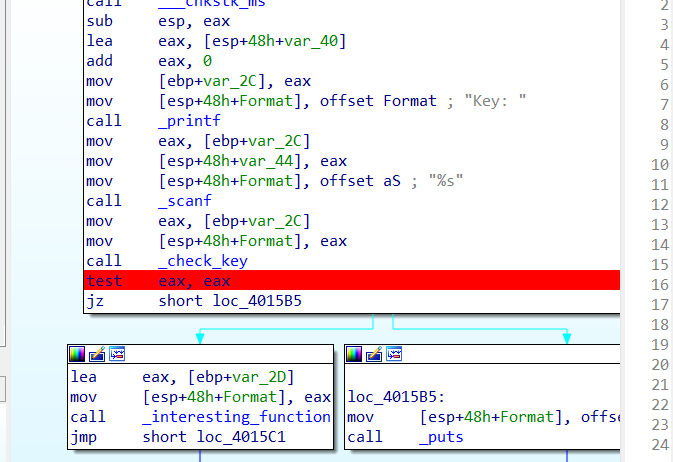 call ___chkstk_ms
sub esp, eax
lea eax, [esp+48h+var_40]
add eax, 0
mov [ebp+var_2C], eax
mov [esp+48h+Format], offset Format ; "Key: "
call _printf
mov eax, [ebp+var_2C]
mov [esp+48h+var_44], eax
mov [esp+48h+Format], offset aS ; "%s"
call _scanf
mov eax, [ebp+var_2C]
mov [esp+48h+Format], eax
call _check_key
test eax, eax
jz short loc_4015B5
lea eax, [ebp+var_2D]
mov [esp+48h+Format], eax
call _interesting_function
jmp short loc_4015C1
loc_4015B5:
mov [esp+48h+Format], offse
call _puts
2
3
4
5
6
7
8
9
10
11
12
13
14
15
16
17
18
19
20
21
22
23
24